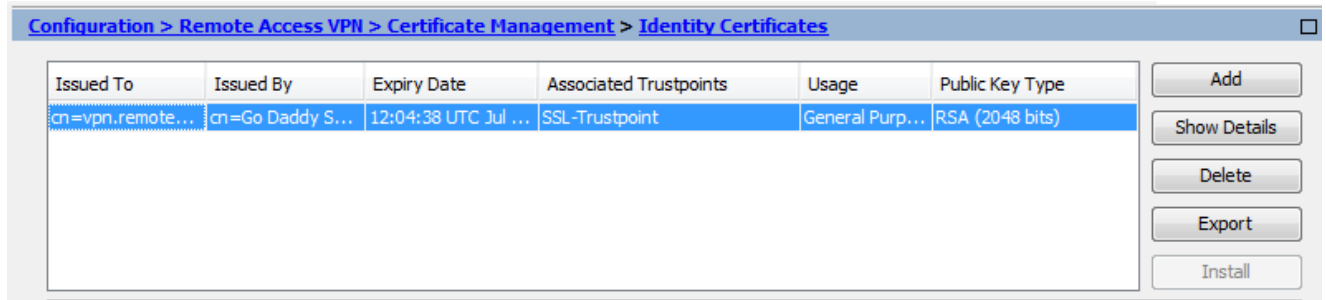 Configuration > Remote Access VPN > Certificate Management > Identity Certificates
Issued To Issued By Expiry Date Associated Trustpoints Usage Public Key Type
Add
cn=vpn.remote... cn=Go Daddy S... 12:04:38 UTC Jul ... SSL-Trustpoint General Purp... RSA (2048 bits)
Show Details
Delete
Export
Install